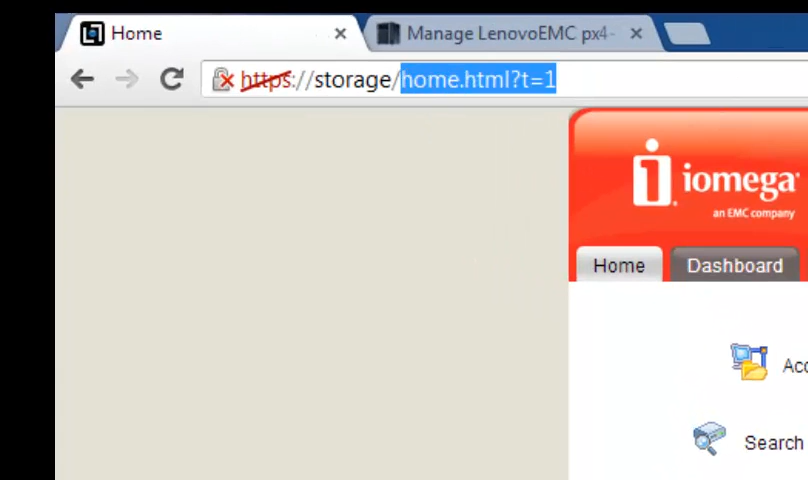 Home
Manage LenovoEMC px4-
https://storage/home.html?t=1
iomega
an EMC company
Home Dashboard
Acc
Search